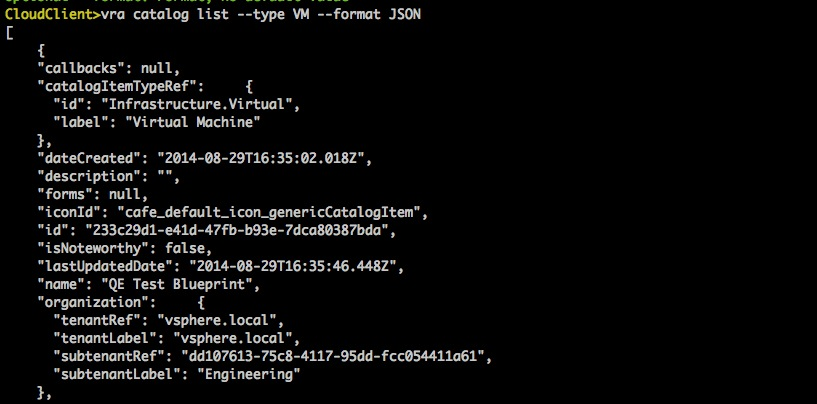 CloudClient>vra catalog list --type VM --format JSON
[
    {
    "callbacks": null,
    "catalogItemTypeRef":     {
      "id": "Infrastructure.Virtual",
      "label": "Virtual Machine"
    },
    "dateCreated": "2014-08-29T16:35:02.018Z",
    "description": "",
    "forms": null,
    "iconId": "cafe_default_icon_genericCatalogItem",
    "id": "233c29d1-e41d-47fb-b93e-7dca80387bda",
    "isNoteworthy": false,
    "lastUpdatedDate": "2014-08-29T16:35:46.448Z",
    "name": "QE Test Blueprint",
    "organization":     {
      "tenantRef": "vsphere.local",
      "tenantLabel": "vsphere.local",
      "subtenantRef": "dd107613-75c8-4117-95dd-fcc054411a61",
      "subtenantLabel": "Engineering"
    },